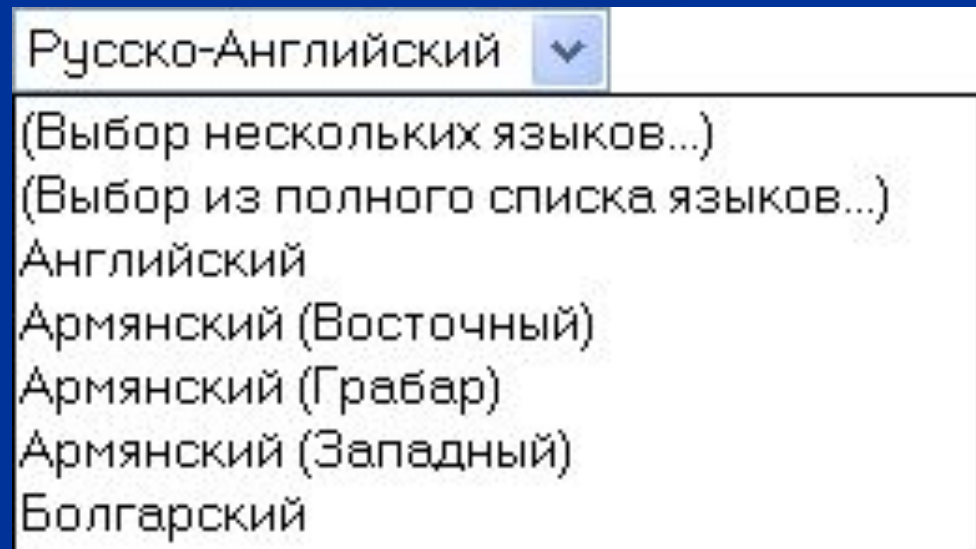 Русско-Английский
(Выбор нескольких языков...)
(Выбор из полного списка языков...)
Английский
Армянский (Восточный)
Армянский (Грабар)
Армянский (Западный)
Болгарский